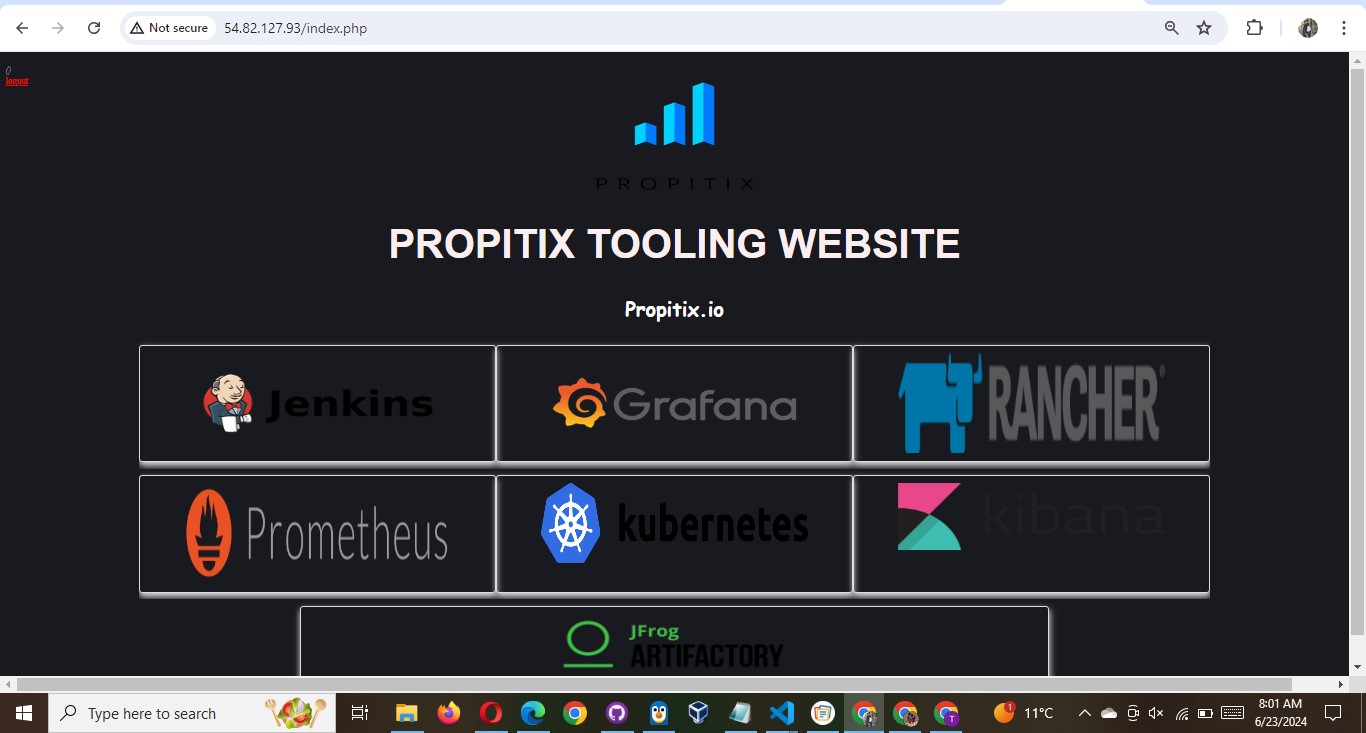 Not secure 54.82.127.93/index.php
()
logout
PROPITIX
PROPITIX TOOLING WEBSITE
Propitix.io
Jenkins
Grafana
RANCHER®
Prometheus
kubernetes
kibana
JFrog
ARTIFACTORY
Type here to search
1
T
11°C
8:01 AM
6/23/2024